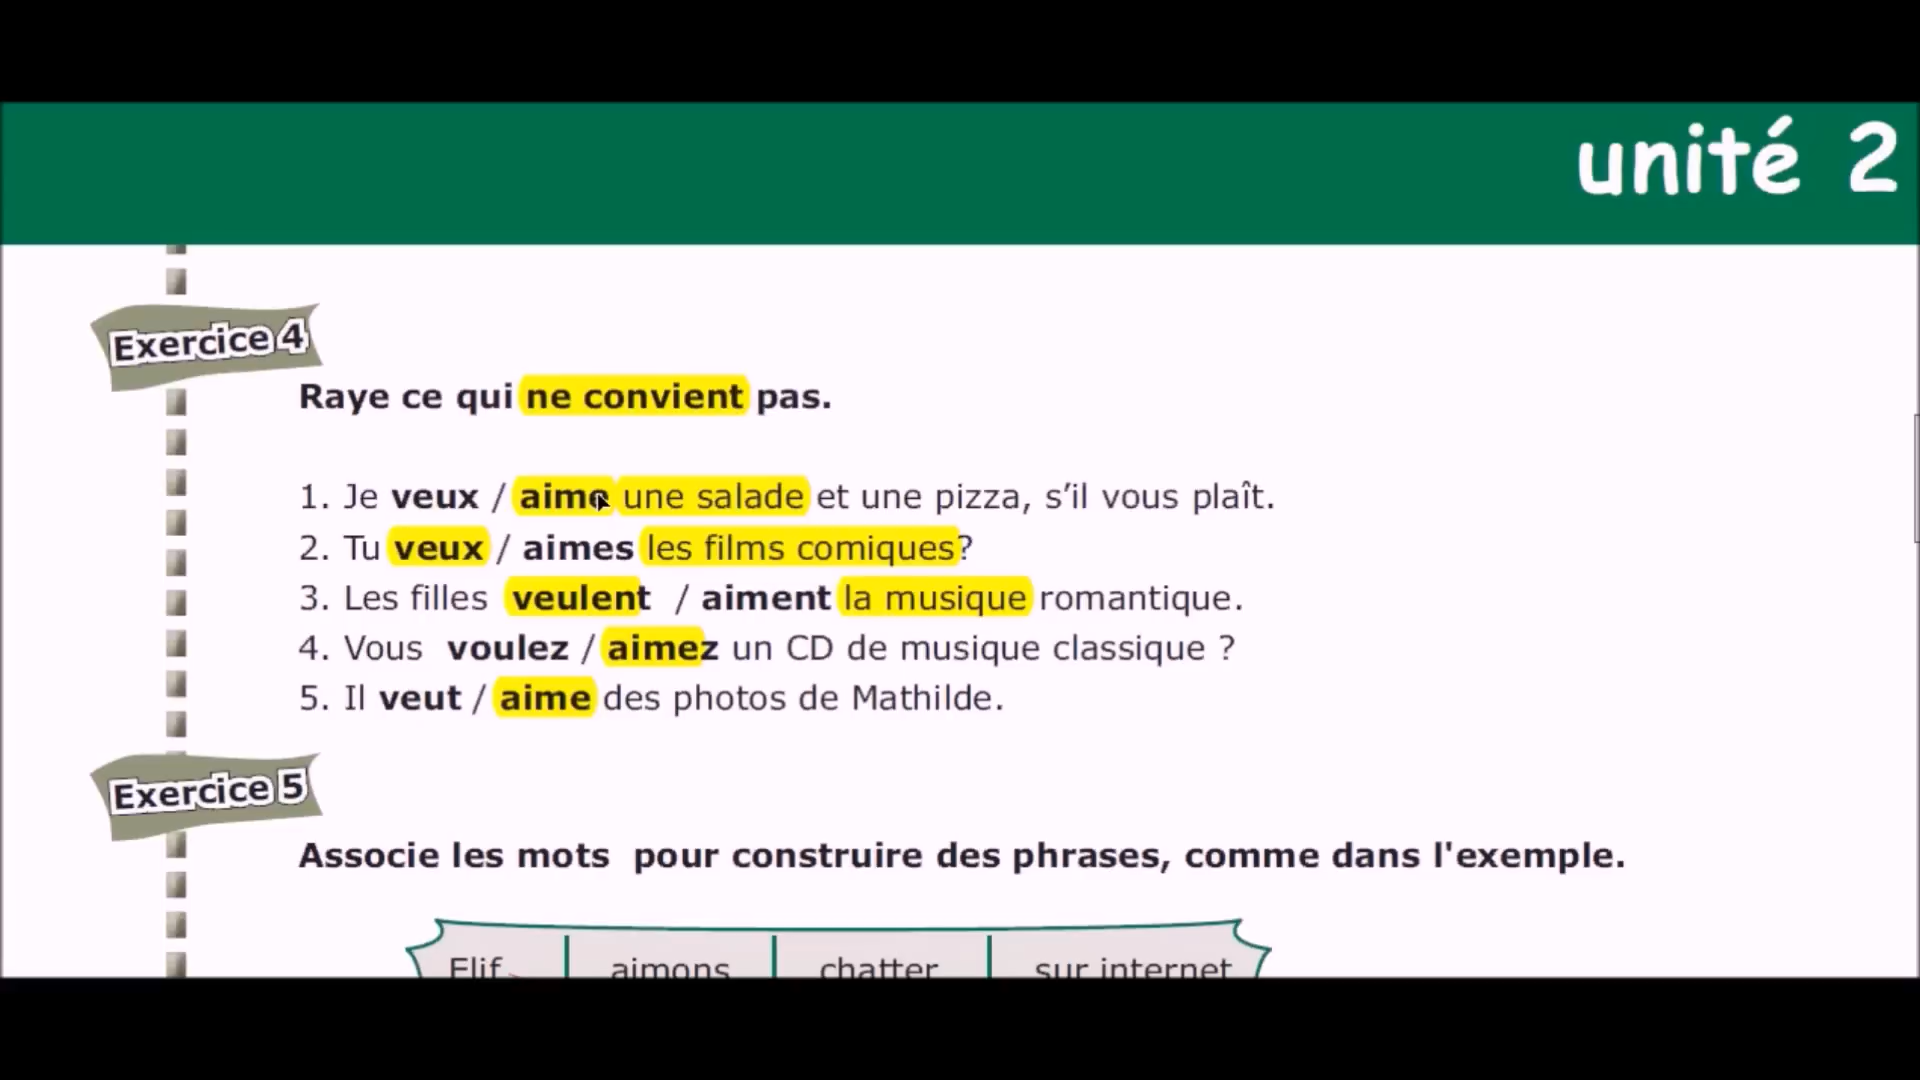 unité 2
Exercice 4
Raye ce qui ne convient pas.
1. Je veux / aime une salade et une pizza, s’il vous plaît.
2. Tu veux / aimes les films comiques?
3. Les filles veulent / aiment la musique romantique.
4. Vous voulez / aimez un CD de musique classique ?
5. Il veut / aime des photos de Mathilde.
Exercice 5
Associe les mots pour construire des phrases, comme dans l'exemple.
Elif aimons chatter sur internet